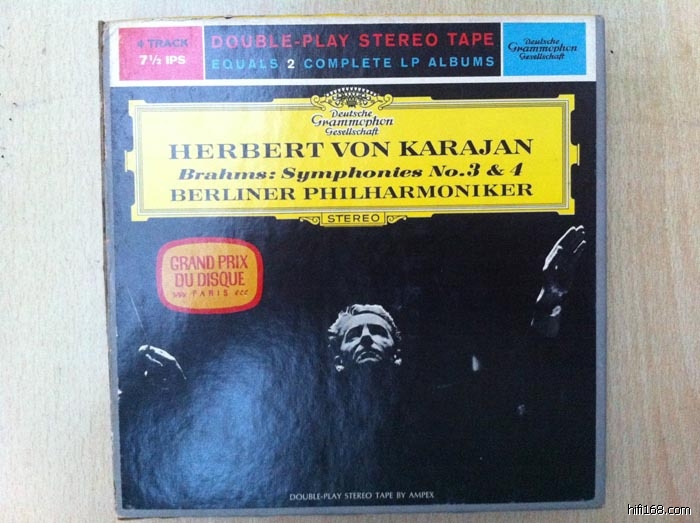 4 TRACK
7½ IPS
DOUBLE-PLAY STEREO TAPE
EQUALS 2 COMPLETE LP ALBUMS
Deutsche
Grammophon
Gesellschaft
Deutsche
Grammophon
Gesellschaft
HERBERT VON KARAJAN
Brahms: Symphonies No. 3 & 4
BERLINER PHILHARMONIKER
STEREO
GRAND PRIX
DU DISQUE
PARIS
DOUBLE-PLAY STEREO TAPE BY AMPEX
hifi168.com